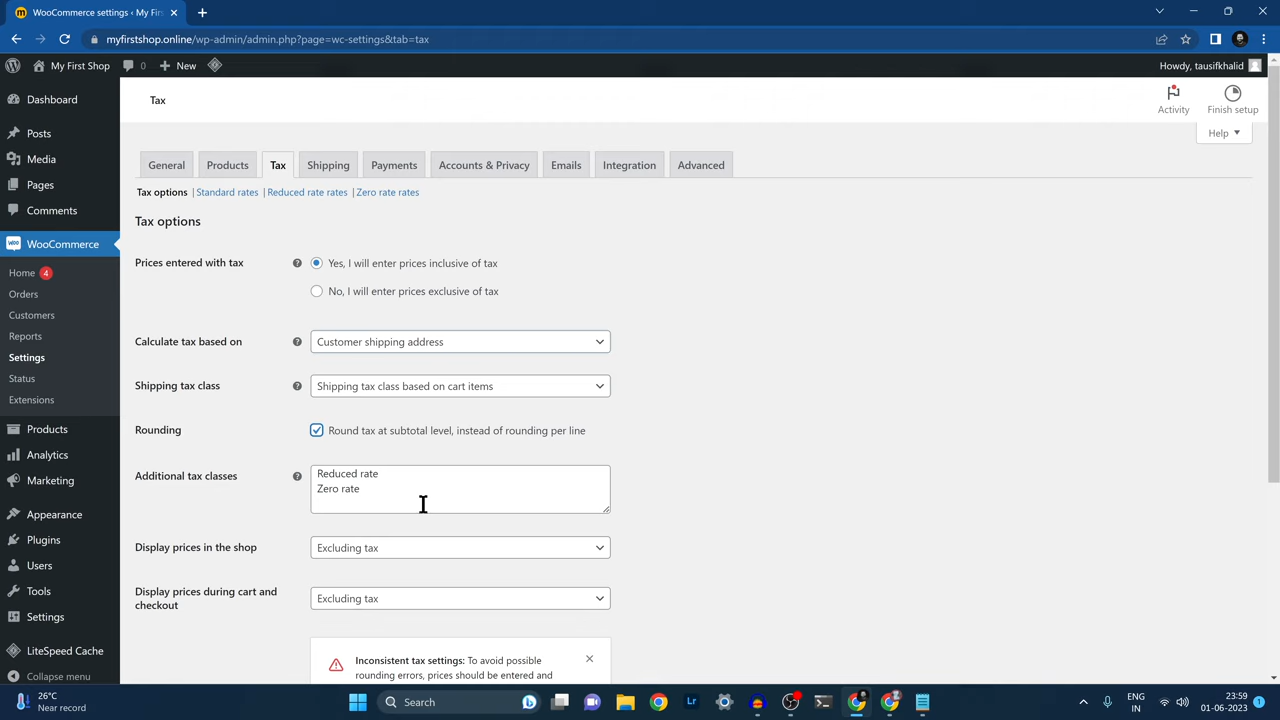 WooCommerce settings ‹ My Firs
myfirstshop.online/wp-admin/admin.php?page=wc-settings&tab=tax
My First Shop
0
New
Howdy, tausifkhalid
Dashboard
Posts
Media
Pages
Comments
WooCommerce
Home 4
Orders
Customers
Reports
Settings
Status
Extensions
Products
Analytics
Marketing
Appearance
Plugins
Users
Tools
Settings
LiteSpeed Cache
Collapse menu
Tax
Activity
Finish setup
Help
General Products Tax Shipping Payments Accounts & Privacy Emails Integration Advanced
Tax options | Standard rates | Reduced rate rates | Zero rate rates
Tax options
Prices entered with tax
Yes, I will enter prices inclusive of tax
No, I will enter prices exclusive of tax
Calculate tax based on
Customer shipping address
Shipping tax class
Shipping tax class based on cart items
Rounding
Round tax at subtotal level, instead of rounding per line
Additional tax classes
Reduced rate
Zero rate
Display prices in the shop
Excluding tax
Display prices during cart and
checkout
Excluding tax
Inconsistent tax settings: To avoid possible
rounding errors, prices should be entered and
26°C
Near record
Search
Lr
ENG
IN
23:59
01-06-2023